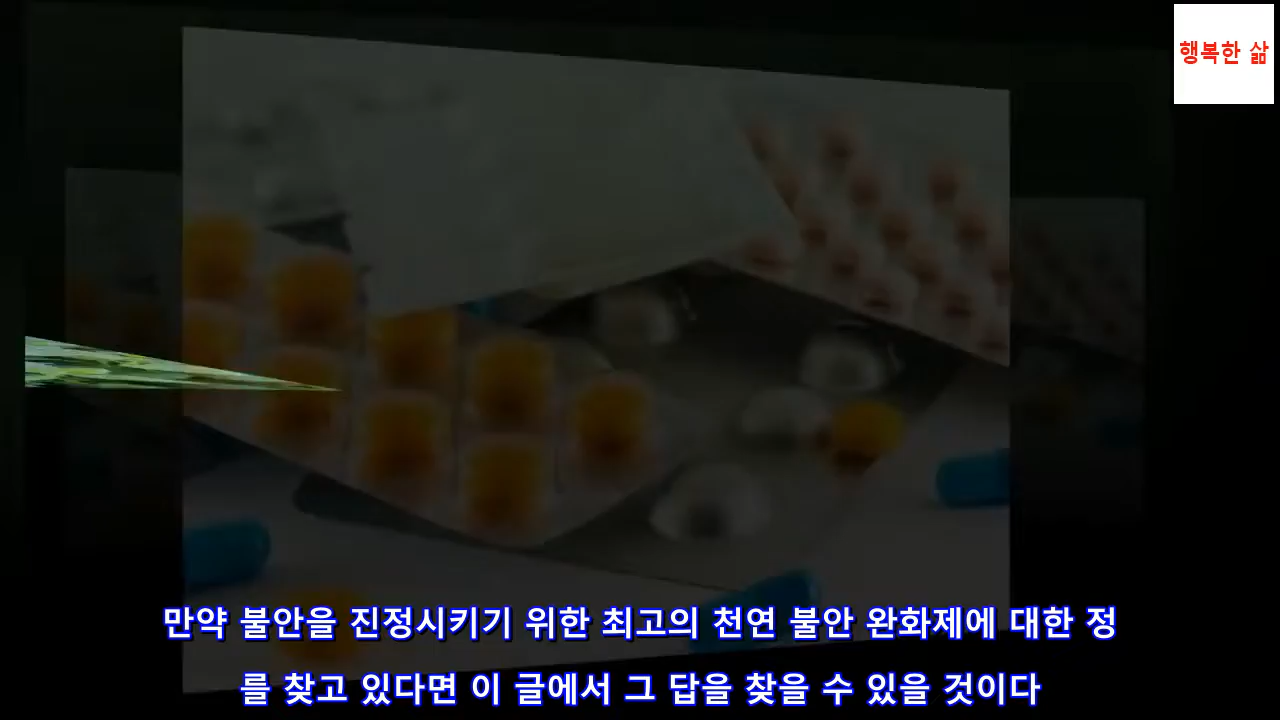 행복한 삶
만약 불안을 진정시키기 위한 최고의 천연 불안 완화제에 대한 정
를 찾고 있다면 이 글에서 그 답을 찾을 수 있을 것이다